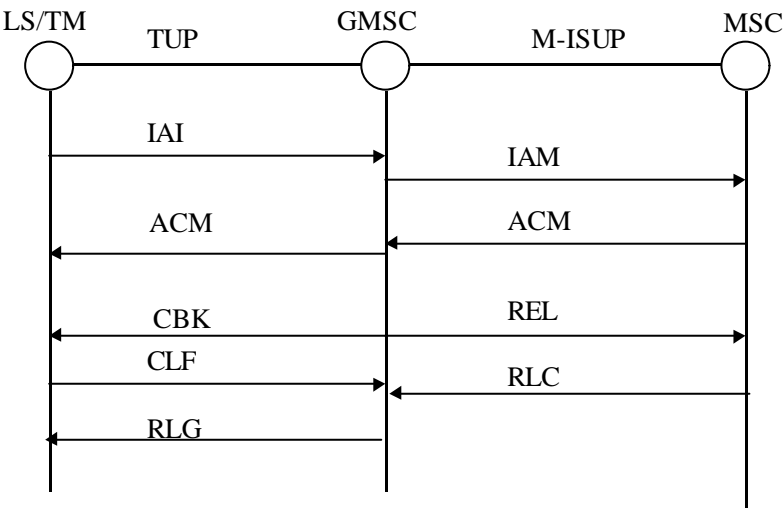 LS/TM
GMSC
MSC
TUP
M-ISUP
IAI
IAM
ACM
ACM
CBK
REL
CLF
RLC
RLG